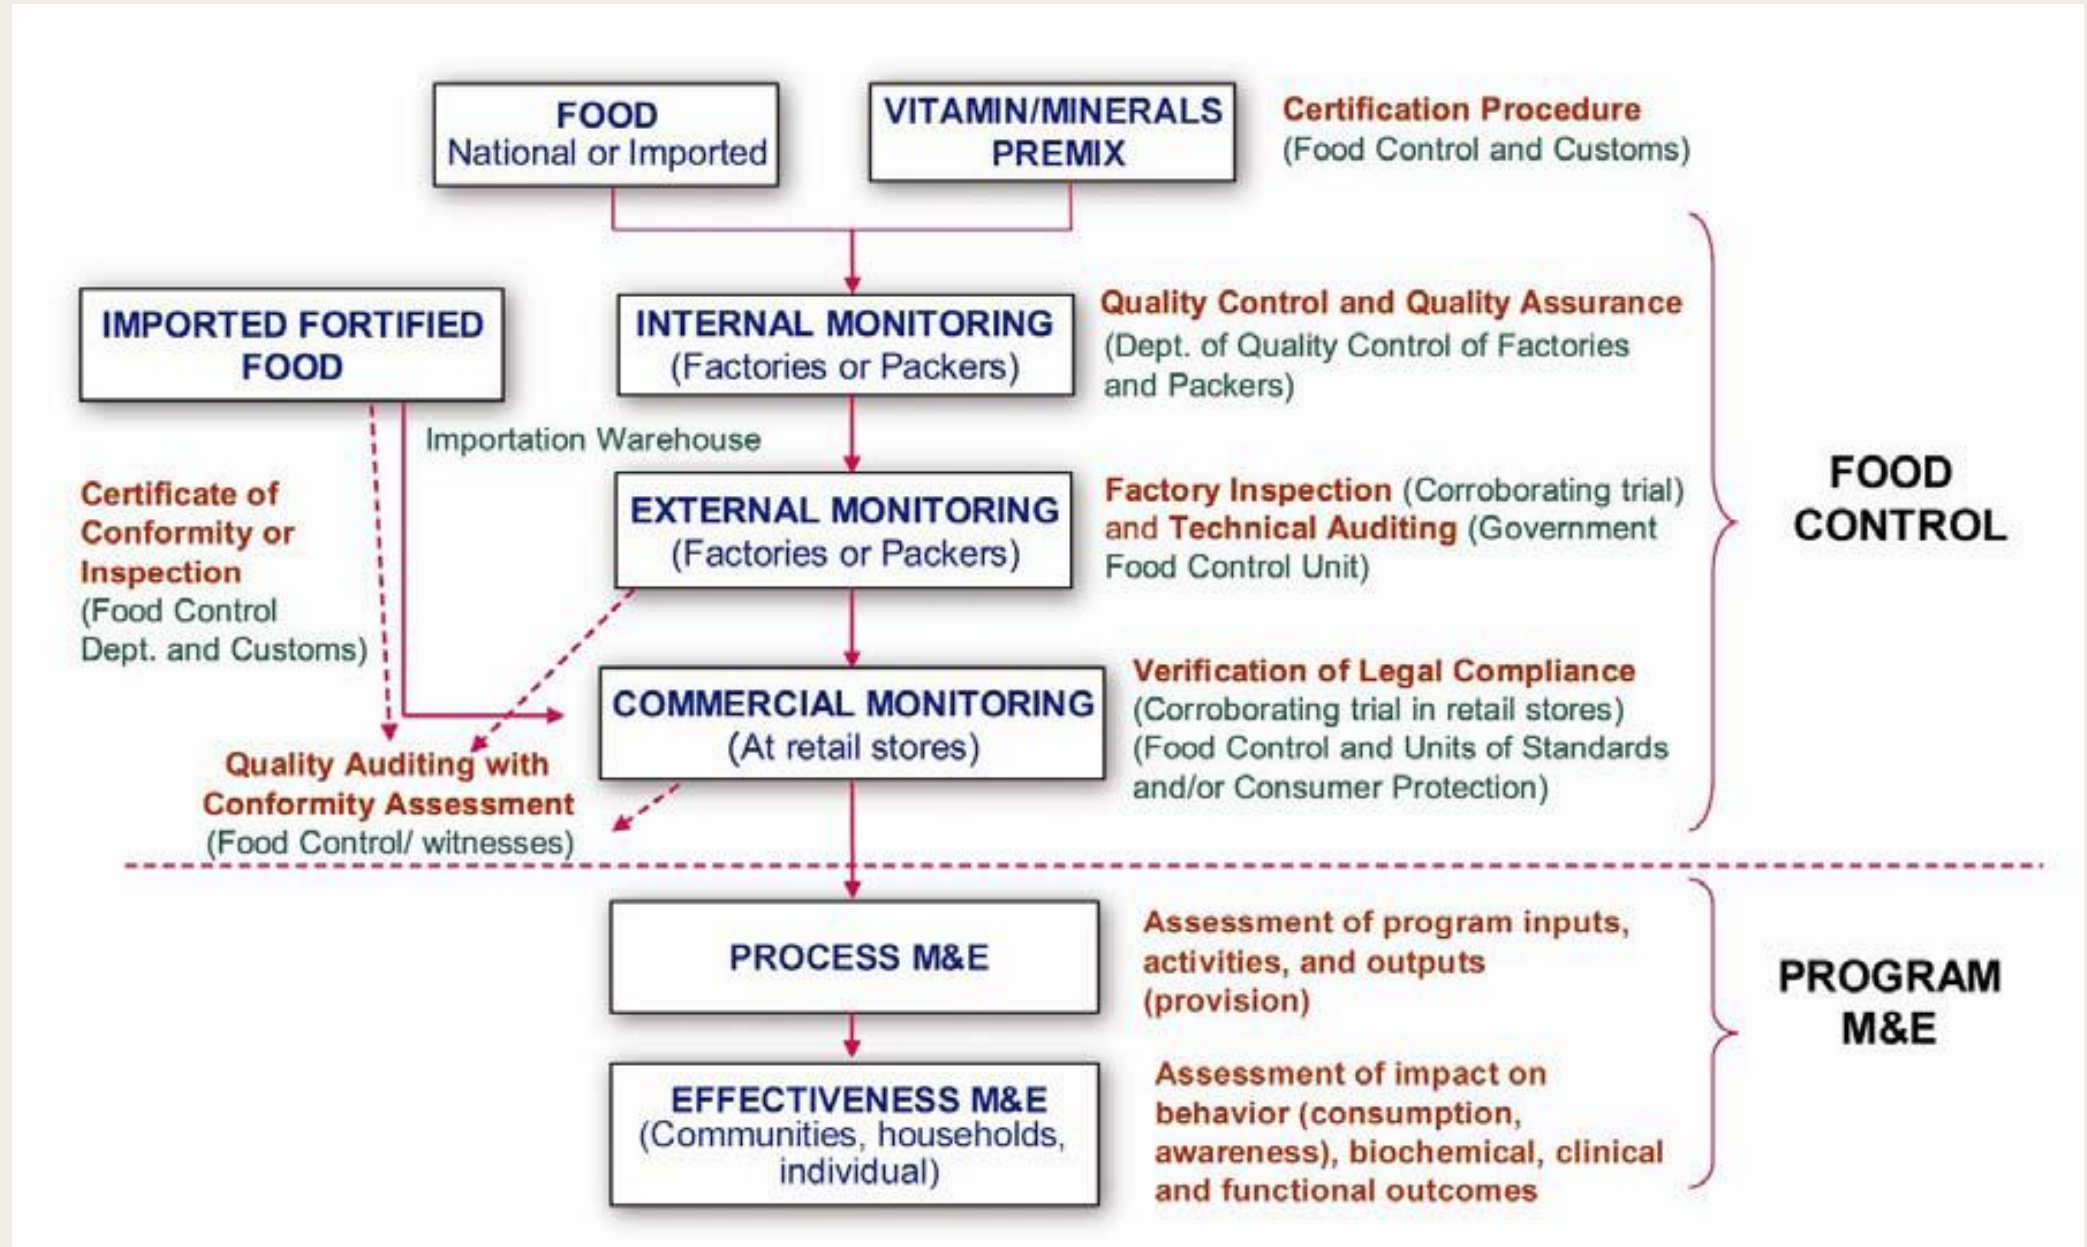 FOOD
National or Imported
VITAMIN/MINERALS
PREMIX
Certification Procedure
(Food Control and Customs)
IMPORTED FORTIFIED
FOOD
INTERNAL MONITORING
(Factories or Packers)
Quality Control and Quality Assurance
(Dept. of Quality Control of Factories
and Packers)
Importation Warehouse
Certificate of
Conformity or
Inspection
(Food Control
Dept. and Customs)
EXTERNAL MONITORING
(Factories or Packers)
Factory Inspection (Corroborating trial)
and Technical Auditing (Government
Food Control Unit)
FOOD
CONTROL
COMMERCIAL MONITORING
(At retail stores)
Verification of Legal Compliance
(Corroborating trial in retail stores)
(Food Control and Units of Standards
and/or Consumer Protection)
Quality Auditing with
Conformity Assessment
(Food Control/ witnesses)
PROCESS M&E
Assessment of program inputs,
activities, and outputs
(provision)
PROGRAM
M&E
EFFECTIVENESS M&E
(Communities, households,
individual)
Assessment of impact on
behavior (consumption,
awareness), biochemical, clinical
and functional outcomes